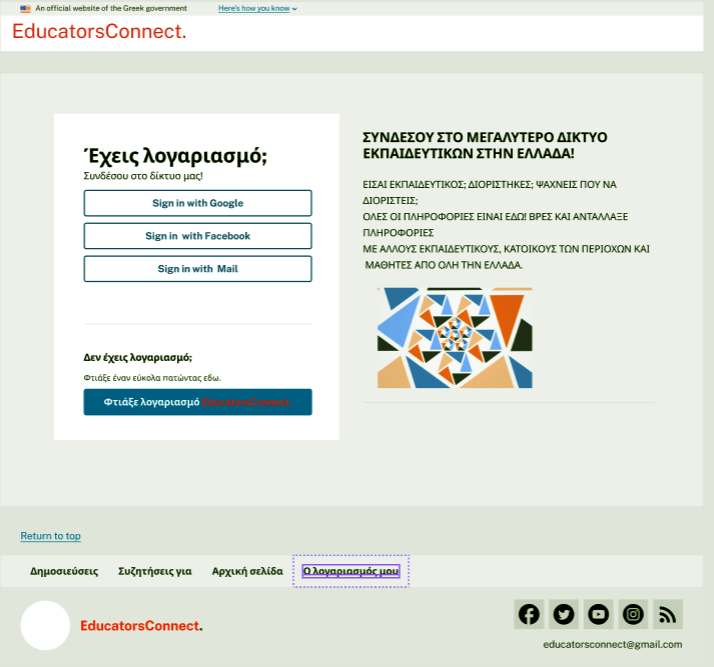 An official website of the Greek government Here's how you know
EducatorsConnect.
Έχεις λογαριασμό;
Συνδέσου στο δίκτυο μας!
Sign in with Google
Sign in with Facebook
Sign in with Mail
Δεν έχεις λογαριασμό;
Φτιάξε έναν εύκολα πατώντας εδω.
Φτιάξε λογαριασμό EducatorsConnect.
ΣΥΝΔΕΣΟΥ ΣΤΟ ΜΕΓΑΛΥΤΕΡΟ ΔΙΚΤΥΟ
ΕΚΠΑΙΔΕΥΤΙΚΩΝ ΣΤΗΝ ΕΛΛΑΔΑ!
ΕΙΣΑΙ ΕΚΠΑΙΔΕΥΤΙΚΟΣ; ΔΙΟΡΙΣΤΗΚΕΣ; ΨΑΧΝΕΙΣ ΠΟΥ ΝΑ
ΔΙΟΡΙΣΤΕΙΣ;
ΟΛΕΣ ΟΙ ΠΛΗΡΟΦΟΡΙΕΣ ΕΙΝΑΙ ΕΔΩ! ΒΡΕΣ ΚΑΙ ΑΝΤΑΛΛΑΞΕ
ΠΛΗΡΟΦΟΡΙΕΣ
ΜΕ ΑΛΛΟΥΣ ΕΚΠΑΙΔΕΥΤΙΚΟΥΣ, ΚΑΤΟΙΚΟΥΣ ΤΩΝ ΠΕΡΙΟΧΩΝ ΚΑΙ
ΜΑΘΗΤΕΣ ΑΠΟ ΟΛΗ ΤΗΝ ΕΛΛΑΔΑ.
Return to top
Δημοσιεύσεις Συζητήσεις για Αρχική σελίδα Ο λογαριασμός μου
EducatorsConnect.
educatorsconnect@gmail.com